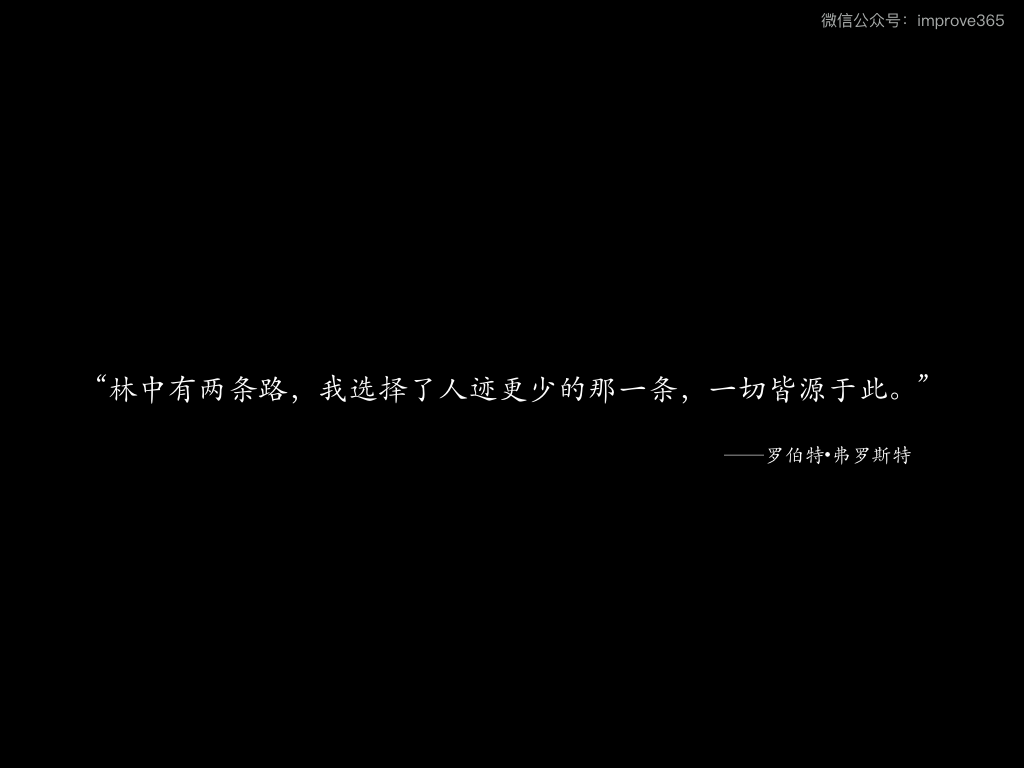 微信公众号：improve365
“林中有两条路，我选择了人迹更少的那一条，一切皆源于此。”
——罗伯特•弗罗斯特